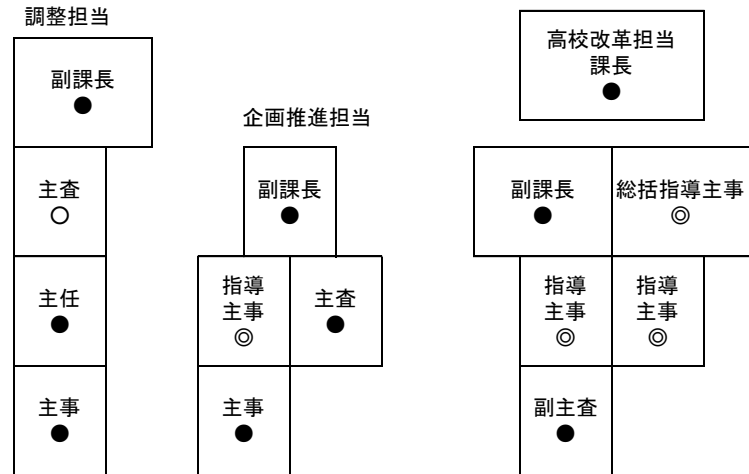 調整担当
副課長
●
主査
○
主任
●
主事
●
企画推進担当
副課長
●
指導
主事
◎
主査
●
主事
●
高校改革担当
課長
●
副課長
●
総括指導主事
◎
指導
主事
◎
指導
主事
◎
副主査
●